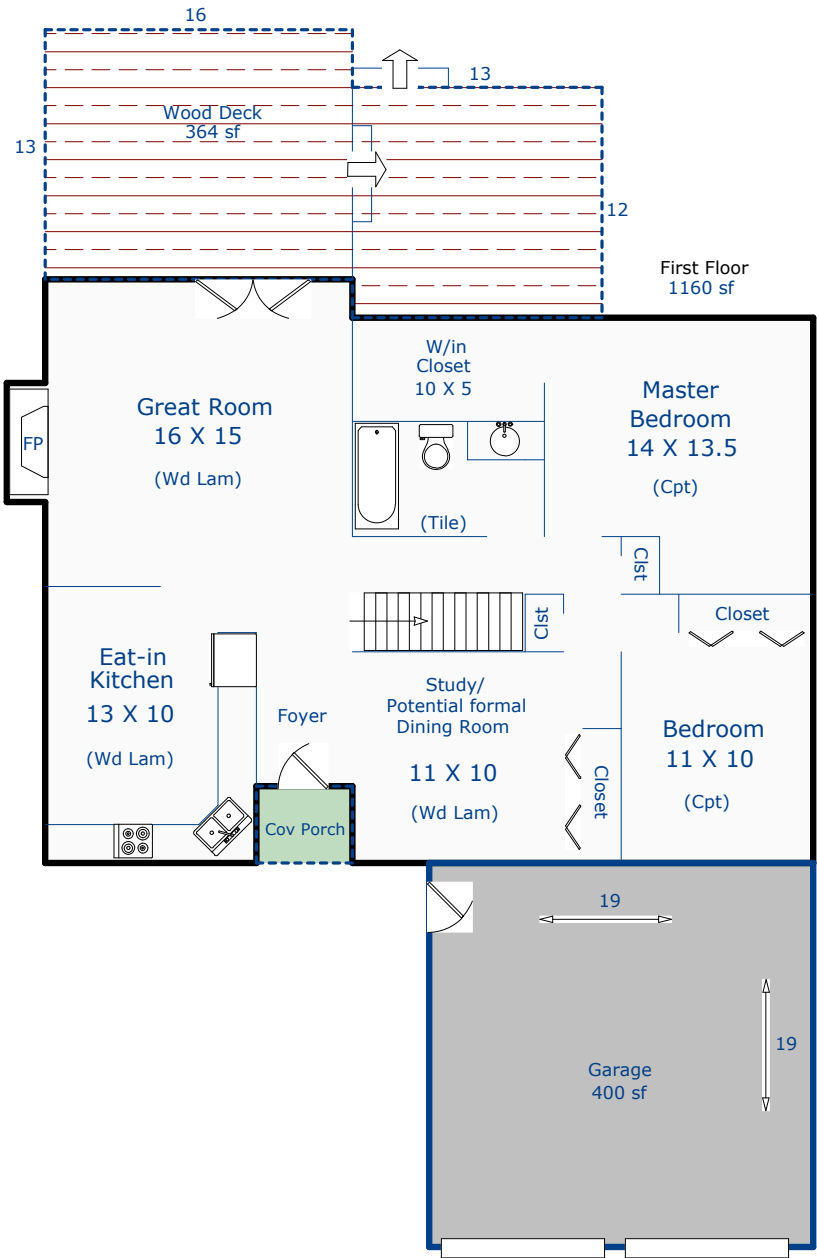 16
13
Wood Deck
364 sf
13
12
First Floor
1160 sf
W/in
Closet
10 X 5
Master
Bedroom
14 X 13.5
(Cpt)
Great Room
16 X 15
(Wd Lam)
FP
(Tile)
Clst
Closet
Clst
Eat-in
Kitchen
13 X 10
(Wd Lam)
Foyer
Study/
Potential formal
Dining Room
11 X 10
(Wd Lam)
Closet
Bedroom
11 X 10
(Cpt)
Cov Porch
19
19
Garage
400 sf